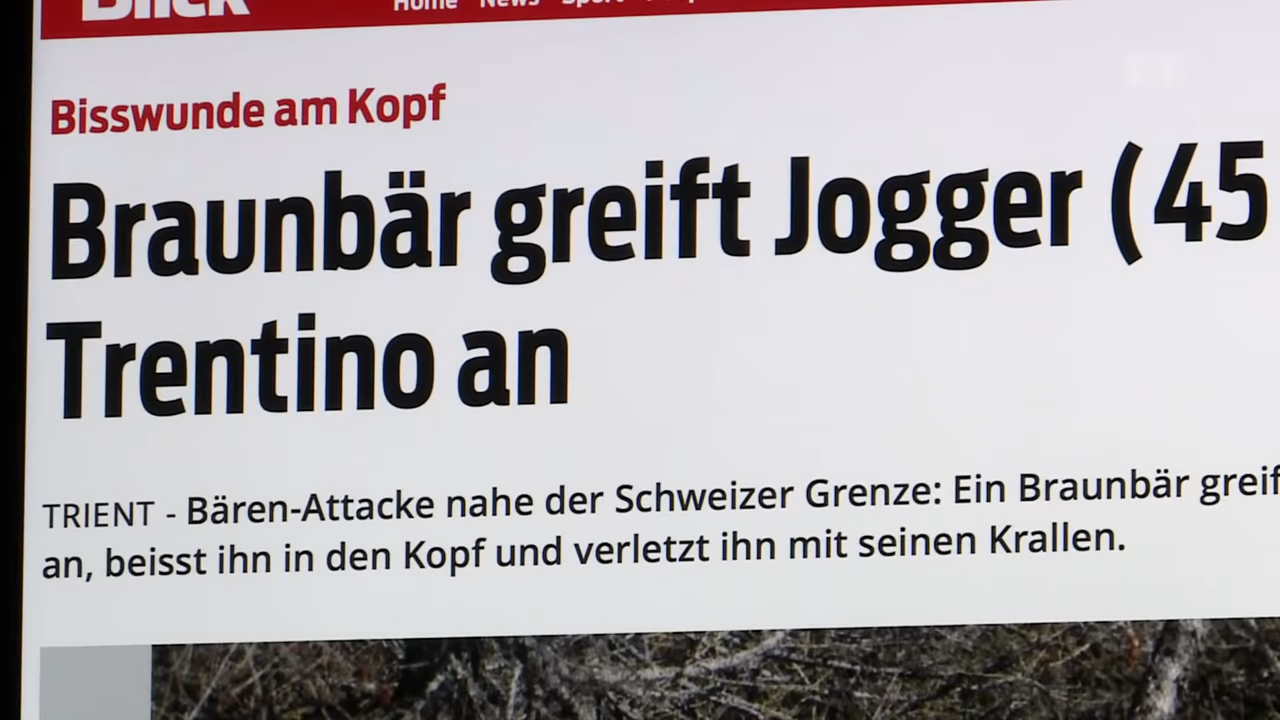 Blick
Home News Sport
Bisswunde am Kopf
Braunbär greift Jogger (45
Trentino an
TRIENT - Bären-Attacke nahe der Schweizer Grenze: Ein Braunbär greif
an, beisst ihn in den Kopf und verletzt ihn mit seinen Krallen.